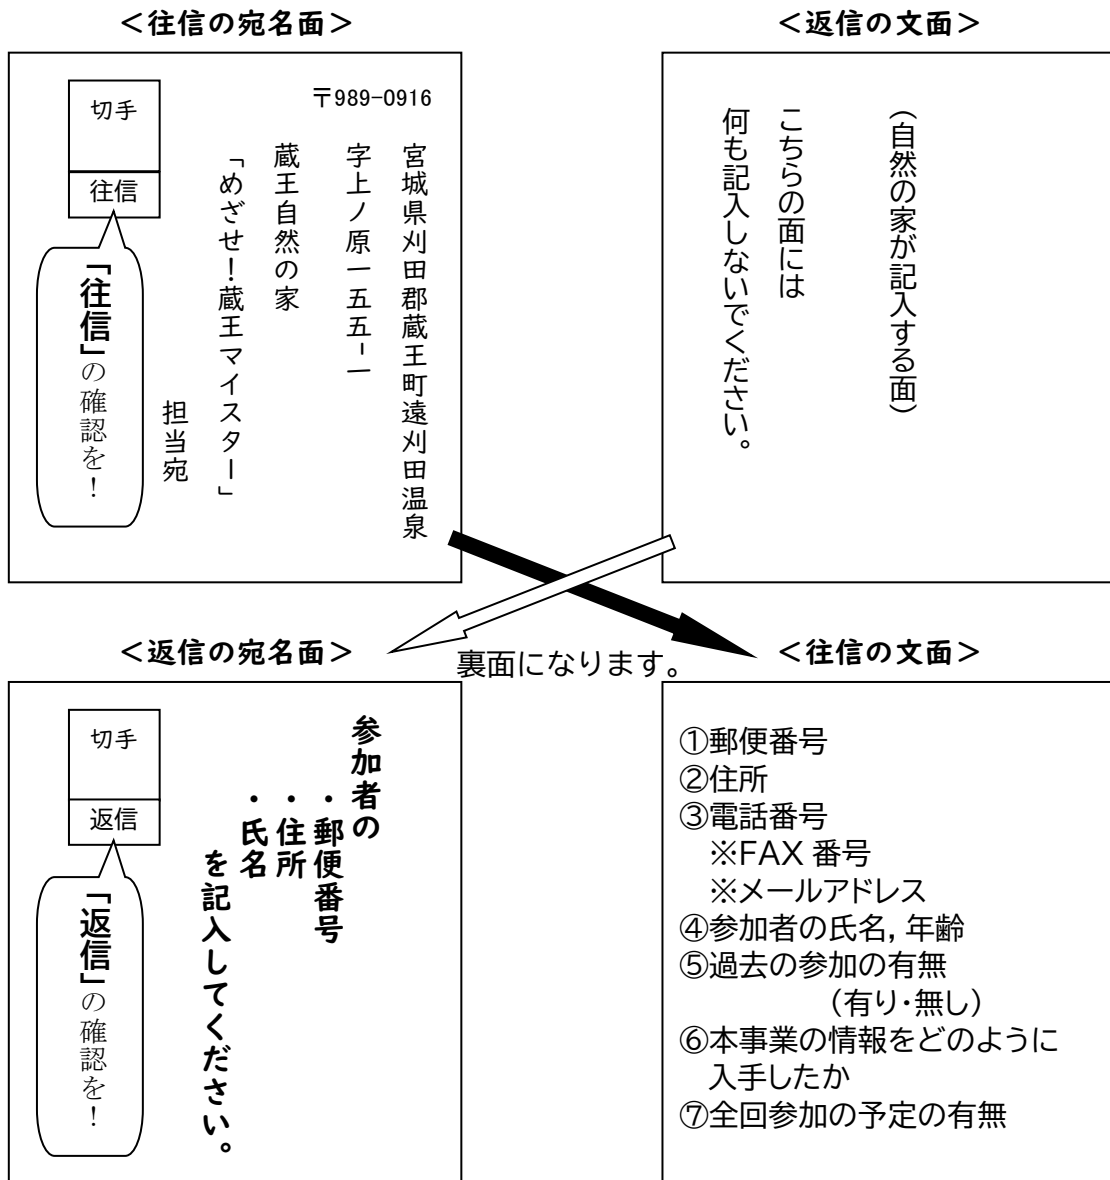 ＜往信の宛名面＞
切手
往信
「往信」の確認を！
〒989-0916
宮城県刈田郡蔵王町遠刈田温泉
字上ノ原一五五-一
蔵王自然の家
「めざせ！蔵王マイスター」
担当宛
＜返信の文面＞
（自然の家が記入する面）
こちらの面には
何も記入しないでください。
裏面になります。
＜返信の宛名面＞
切手
返信
「返信」の確認を！
参加者の
・郵便番号
・住所
・氏名
を記入してください。
＜往信の文面＞
①郵便番号
②住所
③電話番号
※FAX 番号
※メールアドレス
④参加者の氏名，年齢
⑤過去の参加の有無
（有り・無し）
⑥本事業の情報をどのように
入手したか
⑦全回参加の予定の有無